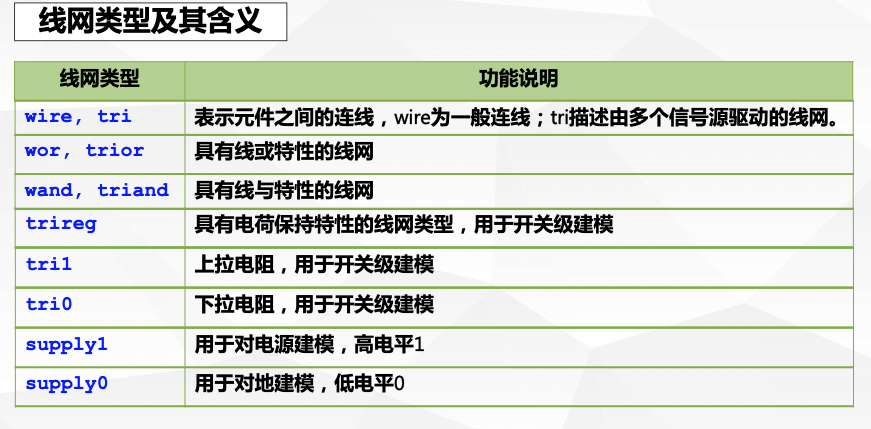 线网类型及其含义
线网类型 功能说明
wire, tri 表示元件之间的连线，wire为一般连线；tri描述由多个信号源驱动的线网。
wor, trior 具有线或特性的线网
wand, triand 具有线与特性的线网
trireg 具有电荷保持特性的线网类型，用于开关级建模
tri1 上拉电阻，用于开关级建模
tri0 下拉电阻，用于开关级建模
supply1 用于对电源建模，高电平1
supply0 用于对地建模，低电平0